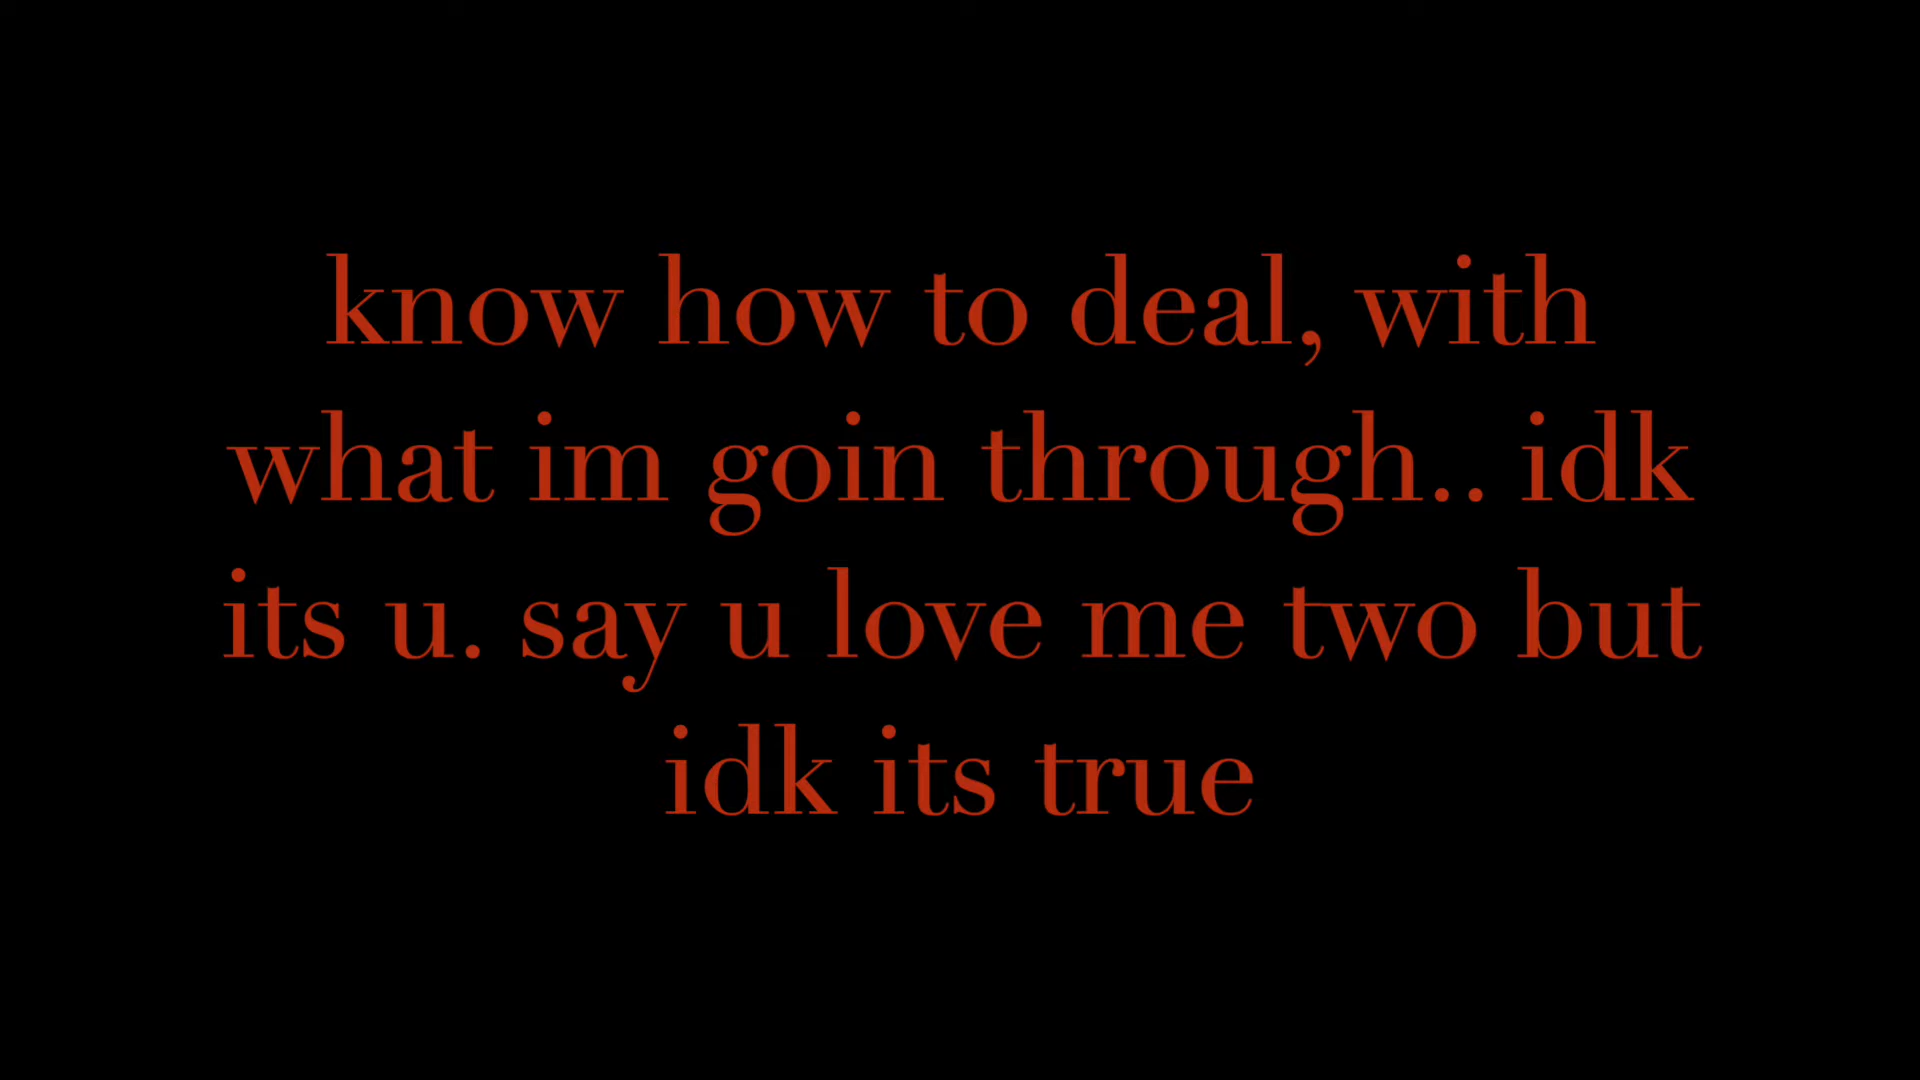 know how to deal, with
what im goin through.. idk
its u. say u love me two but
idk its true